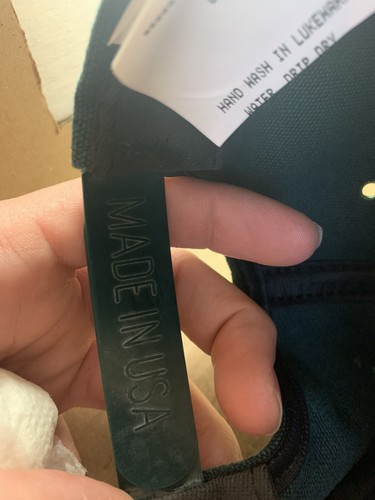 HAND WASH IN LUKEWARM
WATER, DRIP DRY
MADE IN USA